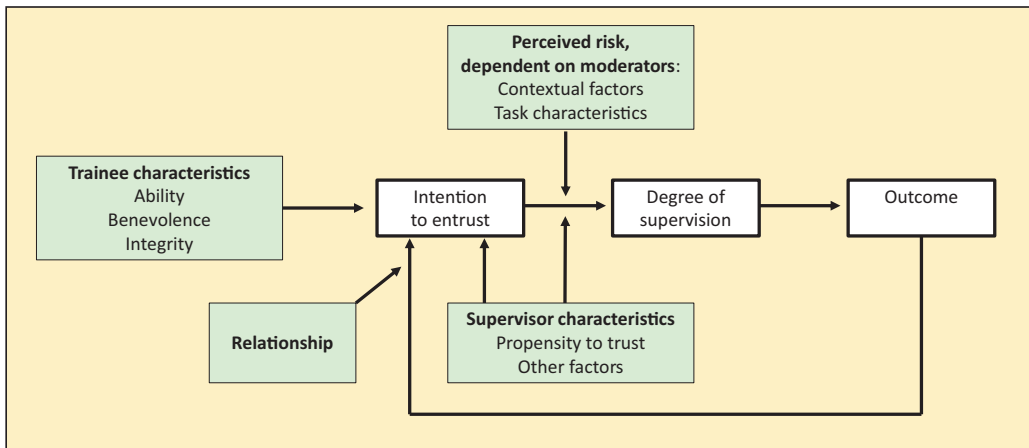 Perceived risk,
dependent on moderators:
Contextual factors
Task characteristics
Trainee characteristics
Ability
Benevolence
Integrity
Intention
to entrust
Degree of
supervision
Outcome
Relationship
Supervisor characteristics
Propensity to trust
Other factors